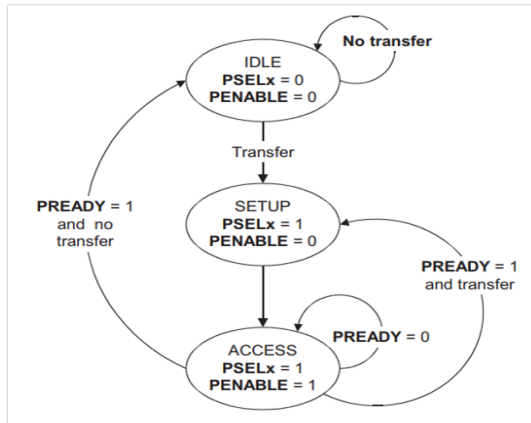 No transfer
IDLE
PSELx = 0
PENABLE = 0
Transfer
PREADY = 1
and no
transfer
SETUP
PSELx = 1
PENABLE = 0
PREADY = 1
and transfer
PREADY = 0
ACCESS
PSELx = 1
PENABLE = 1